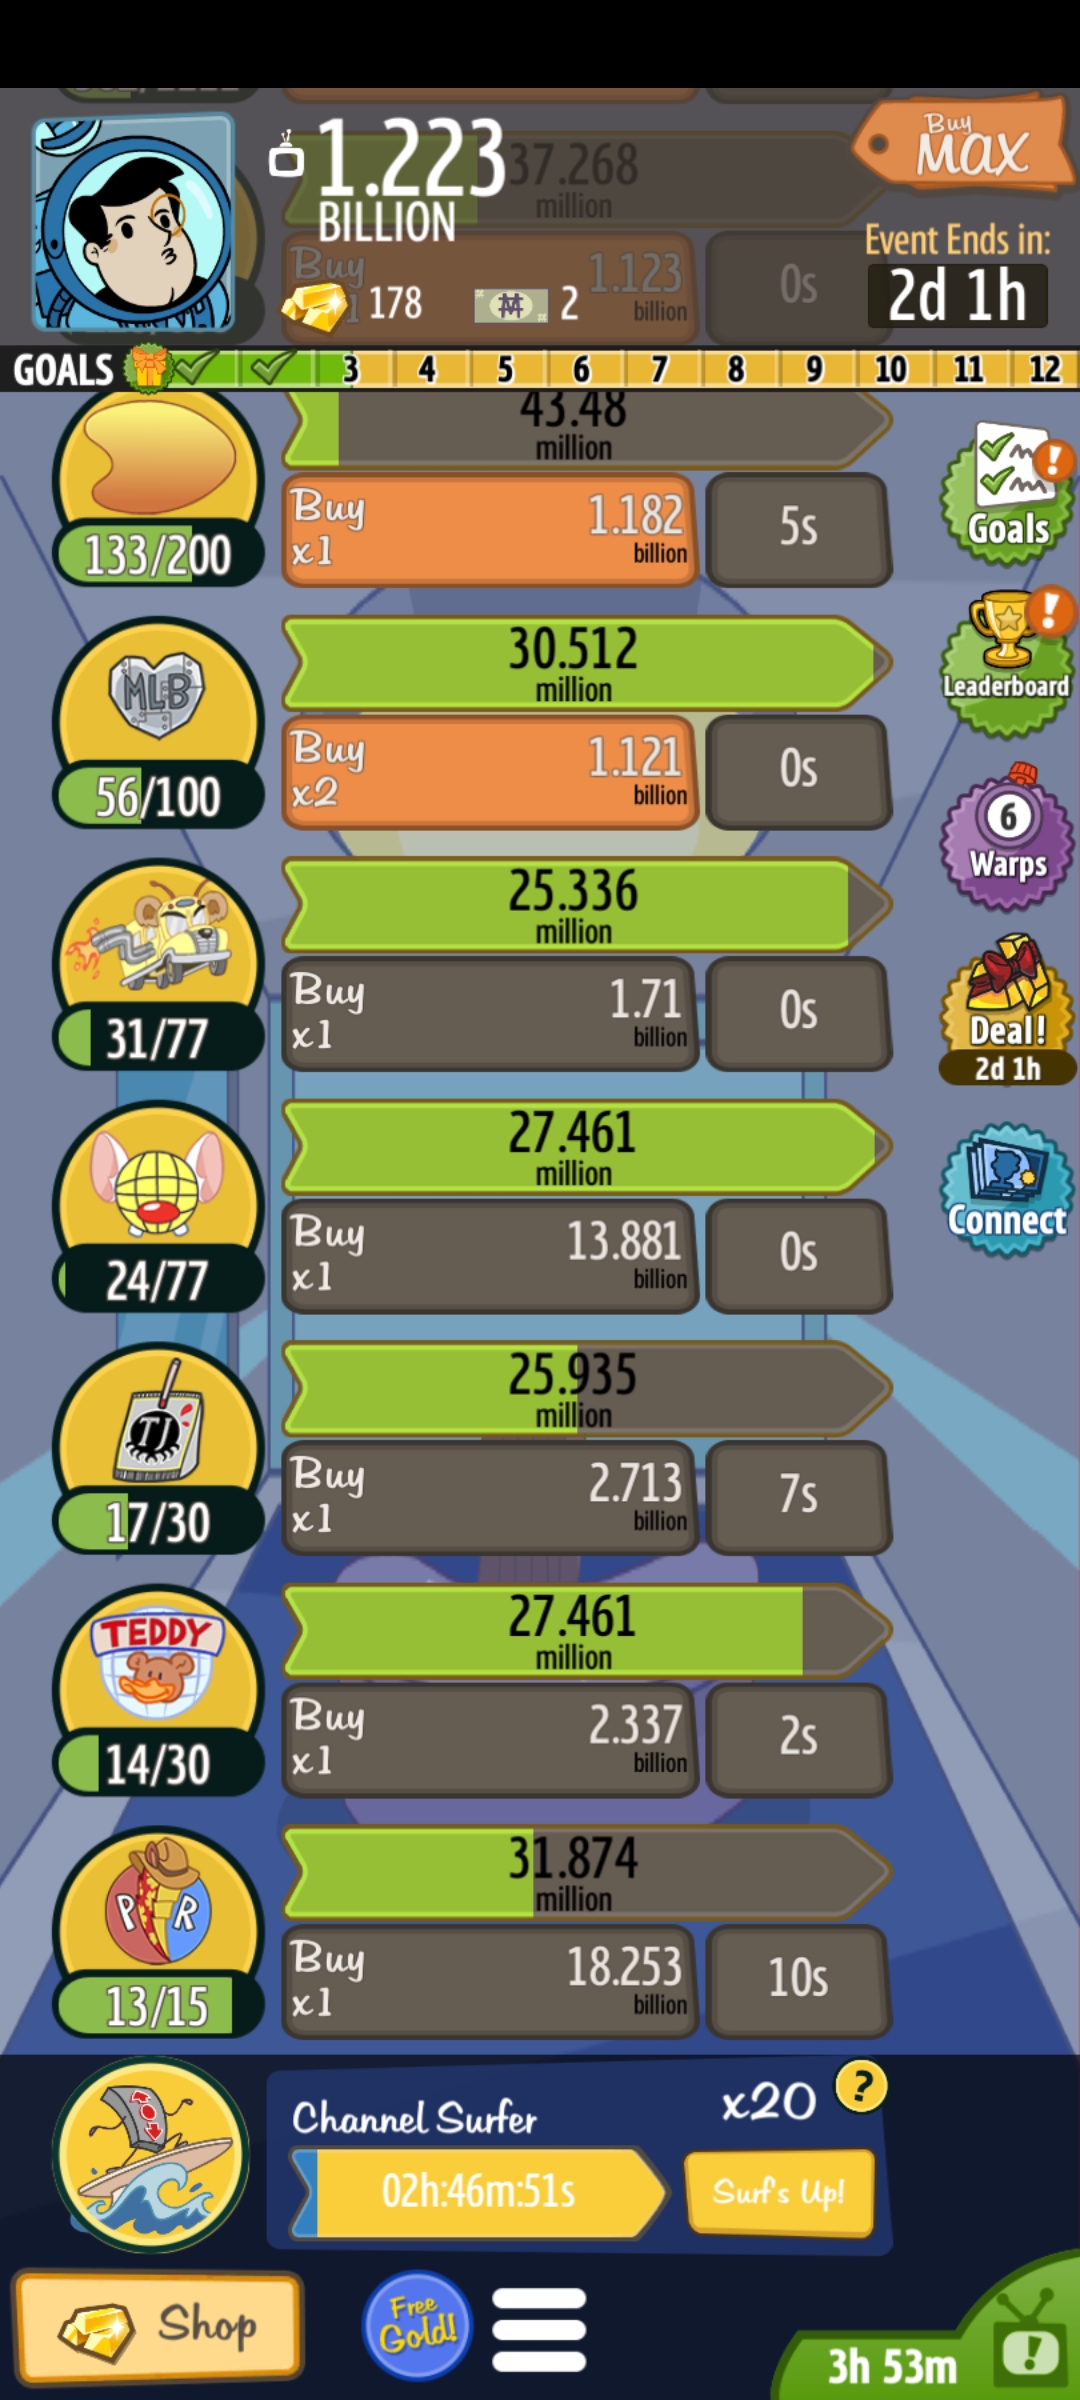 1.223
BILLION
37.268
million
Buy
MAX
Event Ends in:
2d 1h
Buy
x1
1.123
billion
0s
178
2
GOALS
3 4 5 6 7 8 9 10 11 12
43.48
million
133/200
Buy
x1
1.182
billion
5s
Goals
MLB
56/100
30.512
million
Buy
x2
1.121
billion
0s
Leaderboard
6
Warps
31/77
25.336
million
Buy
x1
1.71
billion
0s
Deal!
2d 1h
24/77
27.461
million
Buy
x1
13.881
billion
0s
Connect
TJ
17/30
25.935
million
Buy
x1
2.713
billion
7s
TEDDY
14/30
27.461
million
Buy
x1
2.337
billion
2s
P R
13/15
31.874
million
Buy
x1
18.253
billion
10s
Channel Surfer
x20
?
02h:46m:51s
Surf's Up!
Shop
Free
Gold!
3h 53m